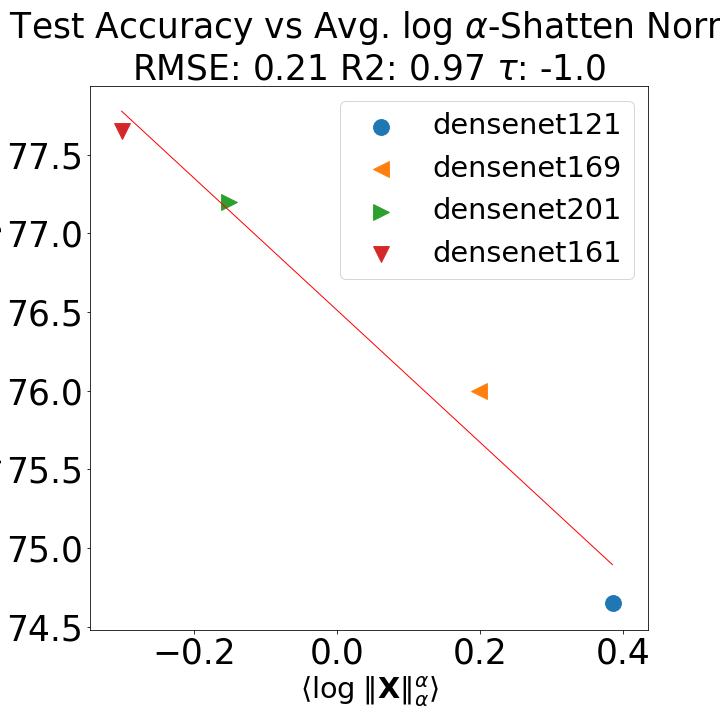 Test Accuracy vs Avg. log α-Shatten Norr
RMSE: 0.21 R2: 0.97 τ: -1.0
densenet121
densenet169
densenet201
densenet161
77.5
77.0
76.5
76.0
75.5
75.0
74.5
−0.2 0.0 0.2 0.4
⟨log ‖X‖_α^α⟩